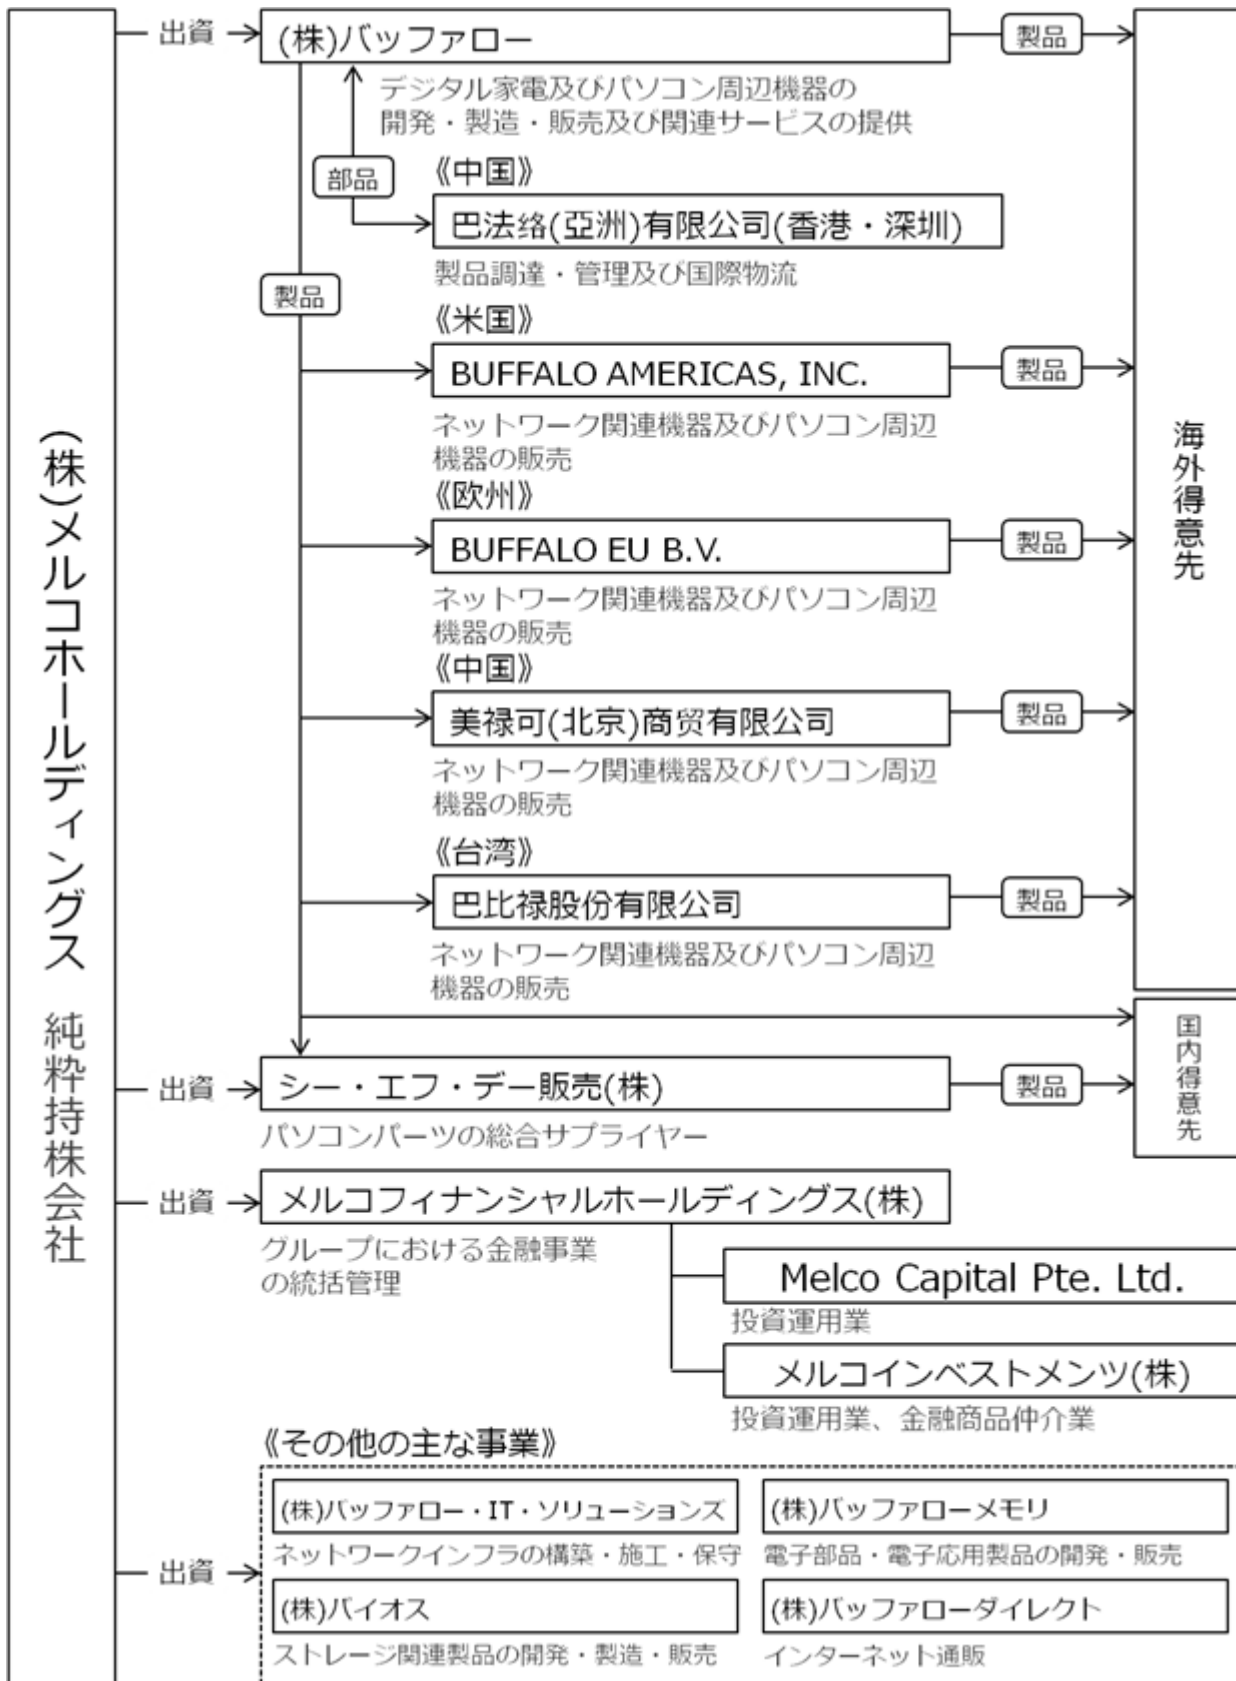 (株)メルコホールディングス 純粋持株会社
出資
(株)バッファロー
製品
デジタル家電及びパソコン周辺機器の
開発・製造・販売及び関連サービスの提供
部品
《中国》
巴法络(亞洲)有限公司(香港・深圳)
製品調達・管理及び国際物流
製品
《米国》
BUFFALO AMERICAS, INC.
製品
ネットワーク関連機器及びパソコン周辺
機器の販売
《欧州》
BUFFALO EU B.V.
製品
ネットワーク関連機器及びパソコン周辺
機器の販売
《中国》
美禄可(北京)商贸有限公司
製品
ネットワーク関連機器及びパソコン周辺
機器の販売
《台湾》
巴比禄股份有限公司
製品
ネットワーク関連機器及びパソコン周辺
機器の販売
海外得意先
出資
シー・エフ・デー販売(株)
製品
パソコンパーツの総合サプライヤー
国内得意先
出資
メルコフィナンシャルホールディングス(株)
グループにおける金融事業
の統括管理
Melco Capital Pte. Ltd.
投資運用業
メルコインベストメンツ(株)
投資運用業、金融商品仲介業
《その他の主な事業》
出資
(株)バッファロー・IT・ソリューションズ
ネットワークインフラの構築・施工・保守
(株)バッファローメモリ
電子部品・電子応用製品の開発・販売
(株)バイオス
ストレージ関連製品の開発・製造・販売
(株)バッファローダイレクト
インターネット通販